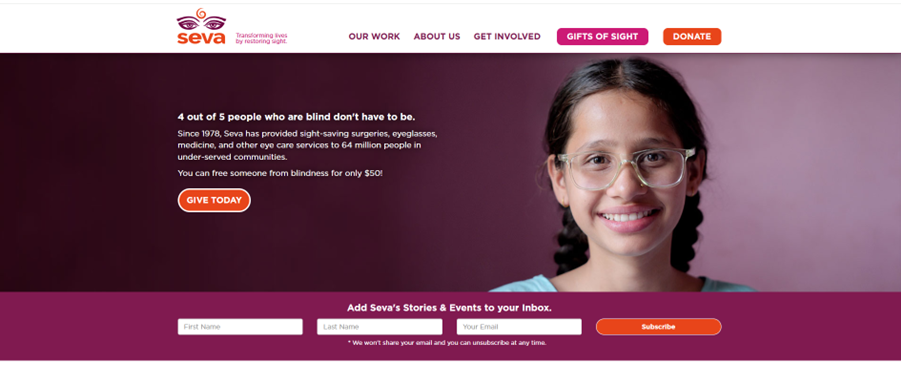 seva
Transforming lives
by restoring sight.
OUR WORK ABOUT US GET INVOLVED GIFTS OF SIGHT DONATE
4 out of 5 people who are blind don't have to be.
Since 1978, Seva has provided sight-saving surgeries, eyeglasses,
medicine, and other eye care services to 64 million people in
under-served communities.
You can free someone from blindness for only $50!
GIVE TODAY
Add Seva's Stories & Events to your Inbox.
First Name Last Name Your Email Subscribe
* We won't share your email and you can unsubscribe at any time.